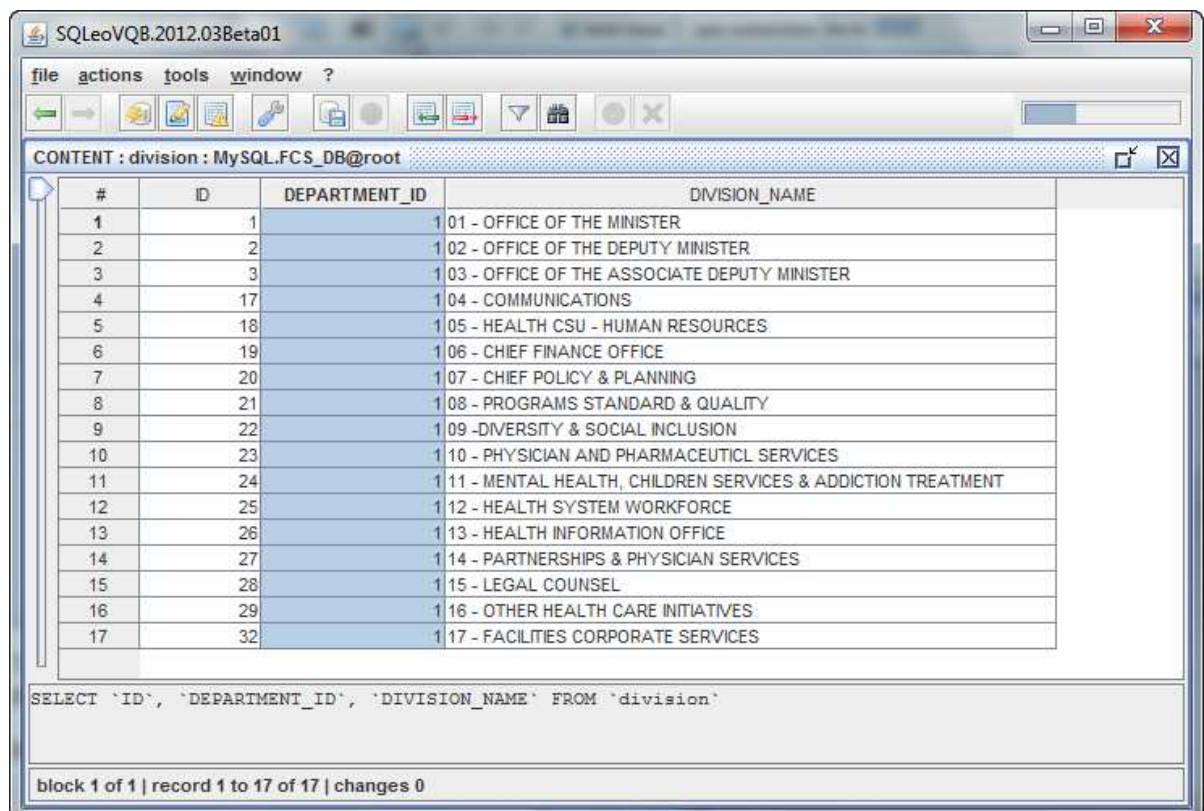 SQLeoVQB.2012.03Beta01
file actions tools window ?
CONTENT : division : MySQL.FCS_DB@root
# ID DEPARTMENT_ID DIVISION_NAME
1 1 1 01 - OFFICE OF THE MINISTER
2 2 1 02 - OFFICE OF THE DEPUTY MINISTER
3 3 1 03 - OFFICE OF THE ASSOCIATE DEPUTY MINISTER
4 17 1 04 - COMMUNICATIONS
5 18 1 05 - HEALTH CSU - HUMAN RESOURCES
6 19 1 06 - CHIEF FINANCE OFFICE
7 20 1 07 - CHIEF POLICY & PLANNING
8 21 1 08 - PROGRAMS STANDARD & QUALITY
9 22 1 09 -DIVERSITY & SOCIAL INCLUSION
10 23 1 10 - PHYSICIAN AND PHARMACEUTICL SERVICES
11 24 1 11 - MENTAL HEALTH, CHILDREN SERVICES & ADDICTION TREATMENT
12 25 1 12 - HEALTH SYSTEM WORKFORCE
13 26 1 13 - HEALTH INFORMATION OFFICE
14 27 1 14 - PARTNERSHIPS & PHYSICIAN SERVICES
15 28 1 15 - LEGAL COUNSEL
16 29 1 16 - OTHER HEALTH CARE INITIATIVES
17 32 1 17 - FACILITIES CORPORATE SERVICES
SELECT `ID`, `DEPARTMENT_ID`, `DIVISION_NAME` FROM `division`
block 1 of 1 | record 1 to 17 of 17 | changes 0